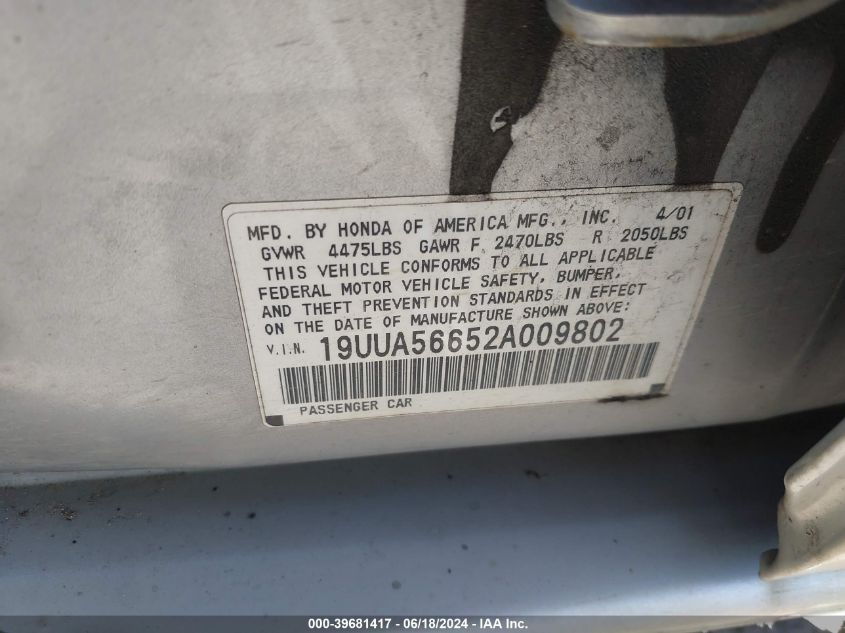 MFD. BY HONDA OF AMERICA MFG., INC. 4/01
GVWR 4475LBS GAWR F 2470LBS R 2050LBS
THIS VEHICLE CONFORMS TO ALL APPLICABLE
FEDERAL MOTOR VEHICLE SAFETY, BUMPER,
AND THEFT PREVENTION STANDARDS IN EFFECT
ON THE DATE OF MANUFACTURE SHOWN ABOVE:
V.I.N. 19UUA56652A009802
PASSENGER CAR
000-39681417 - 06/18/2024 - IAA Inc.